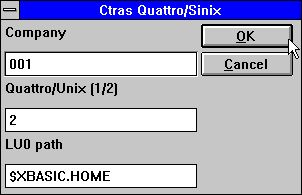 Ctras Quattro/Sinix
Company
OK
001
Cancel
Quattro/Unix (1/2)
2
LU0 path
$XBASIC.HOME